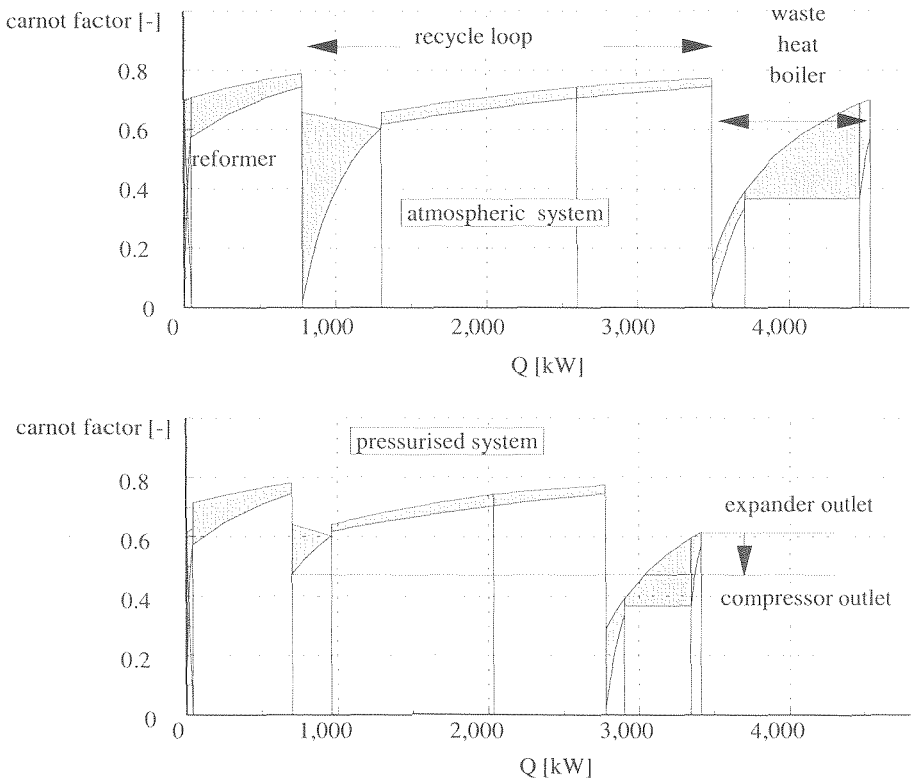 carnot factor [-]
recycle loop
waste
heat
boiler
0.8
0.6
reformer
0.4
atmospheric system
0.2
0
0 1,000 2,000 3,000 4,000
Q [kW]
carnot factor [-]
pressurised system
0.8
expander outlet
0.6
compressor outlet
0.4
0.2
0
0 1,000 2,000 3,000 4,000
Q [kW]